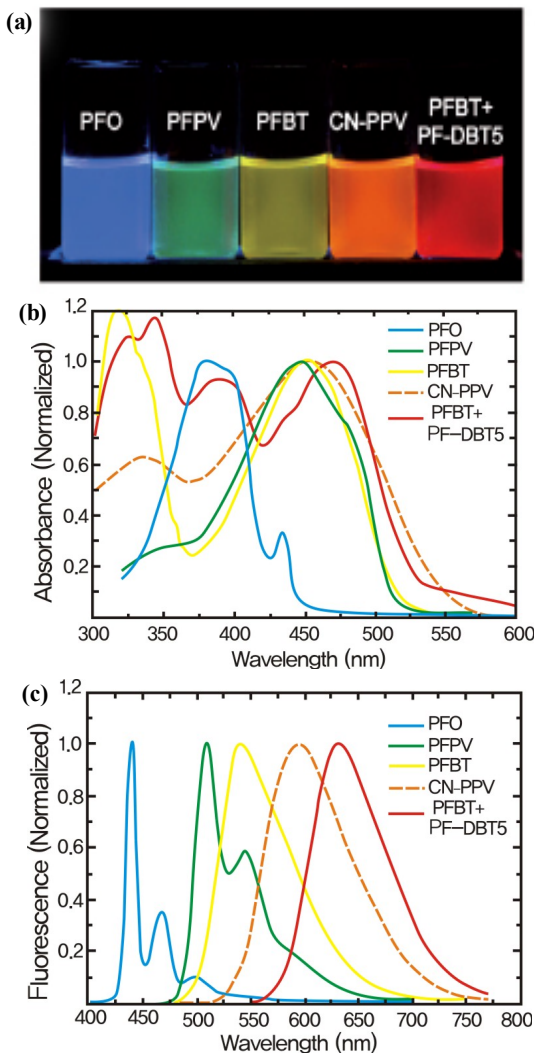 (a)
PFO
PFPV
PFBT
CN-PPV
PFBT+
PF-DBT5
(b)
1,2
1,0
0,8
0,6
0,4
0,2
300
350
400
450
500
550
600
Absorbance (Normalized)
Wavelength (nm)
PFO
PFPV
PFBT
CN-PPV
PFBT+
PF-DBT5
(c)
1,2
1,0
0,8
0,6
0,4
0,2
400
450
500
550
600
650
700
750
800
Fluorescence (Normalized)
Wavelength (nm)
PFO
PFPV
PFBT
CN-PPV
PFBT+
PF-DBT5